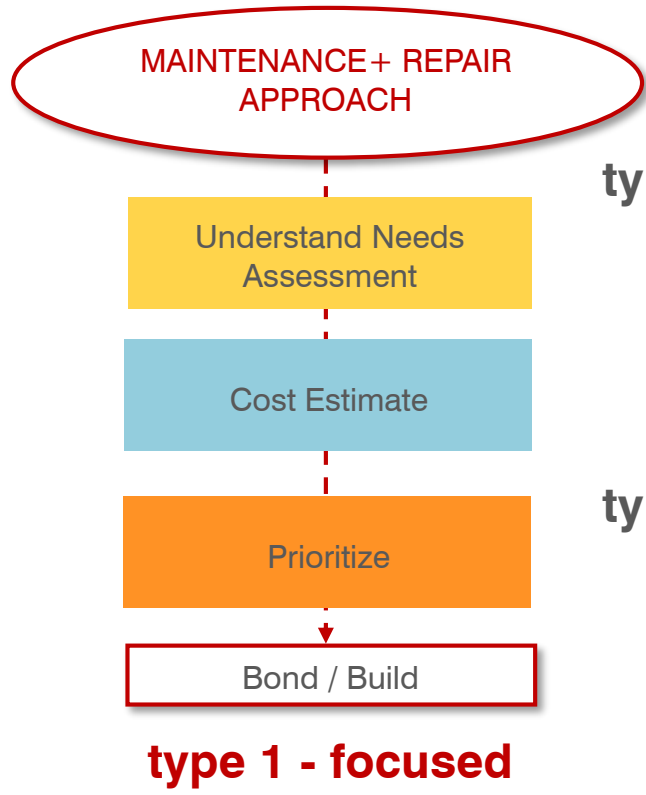 MAINTENANCE+ REPAIR
APPROACH
ty
Understand Needs
Assessment
Cost Estimate
ty
Prioritize
Bond / Build
type 1 - focused